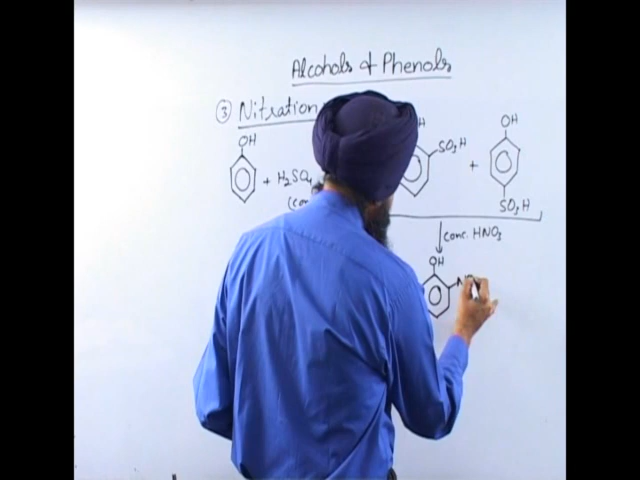 Alcohols & Phenols
③ Nitration
OH
+ H₂SO₄
H
SO₃H
+
OH
SO₃H
conc. HNO₃
OH